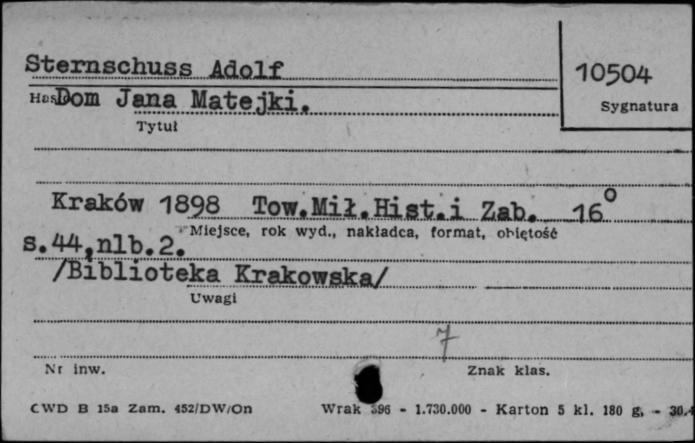 Sternschuss Adolf
10504
Hasło
Dom Jana Matejki.
Sygnatura
Tytuł
Kraków 1898 Tow.Mił.Hist.i Zab. 16°
Miejsce, rok wyd., nakładca, format, objętość
s.44,nlb.2.
/Biblioteka Krakowska/
Uwagi
7
Nr inw.
Znak klas.
CWD B 15a Zam. 452/DW/On
Wrak 396 - 1.730.000 - Karton 5 kl. 180 g. - 30.4